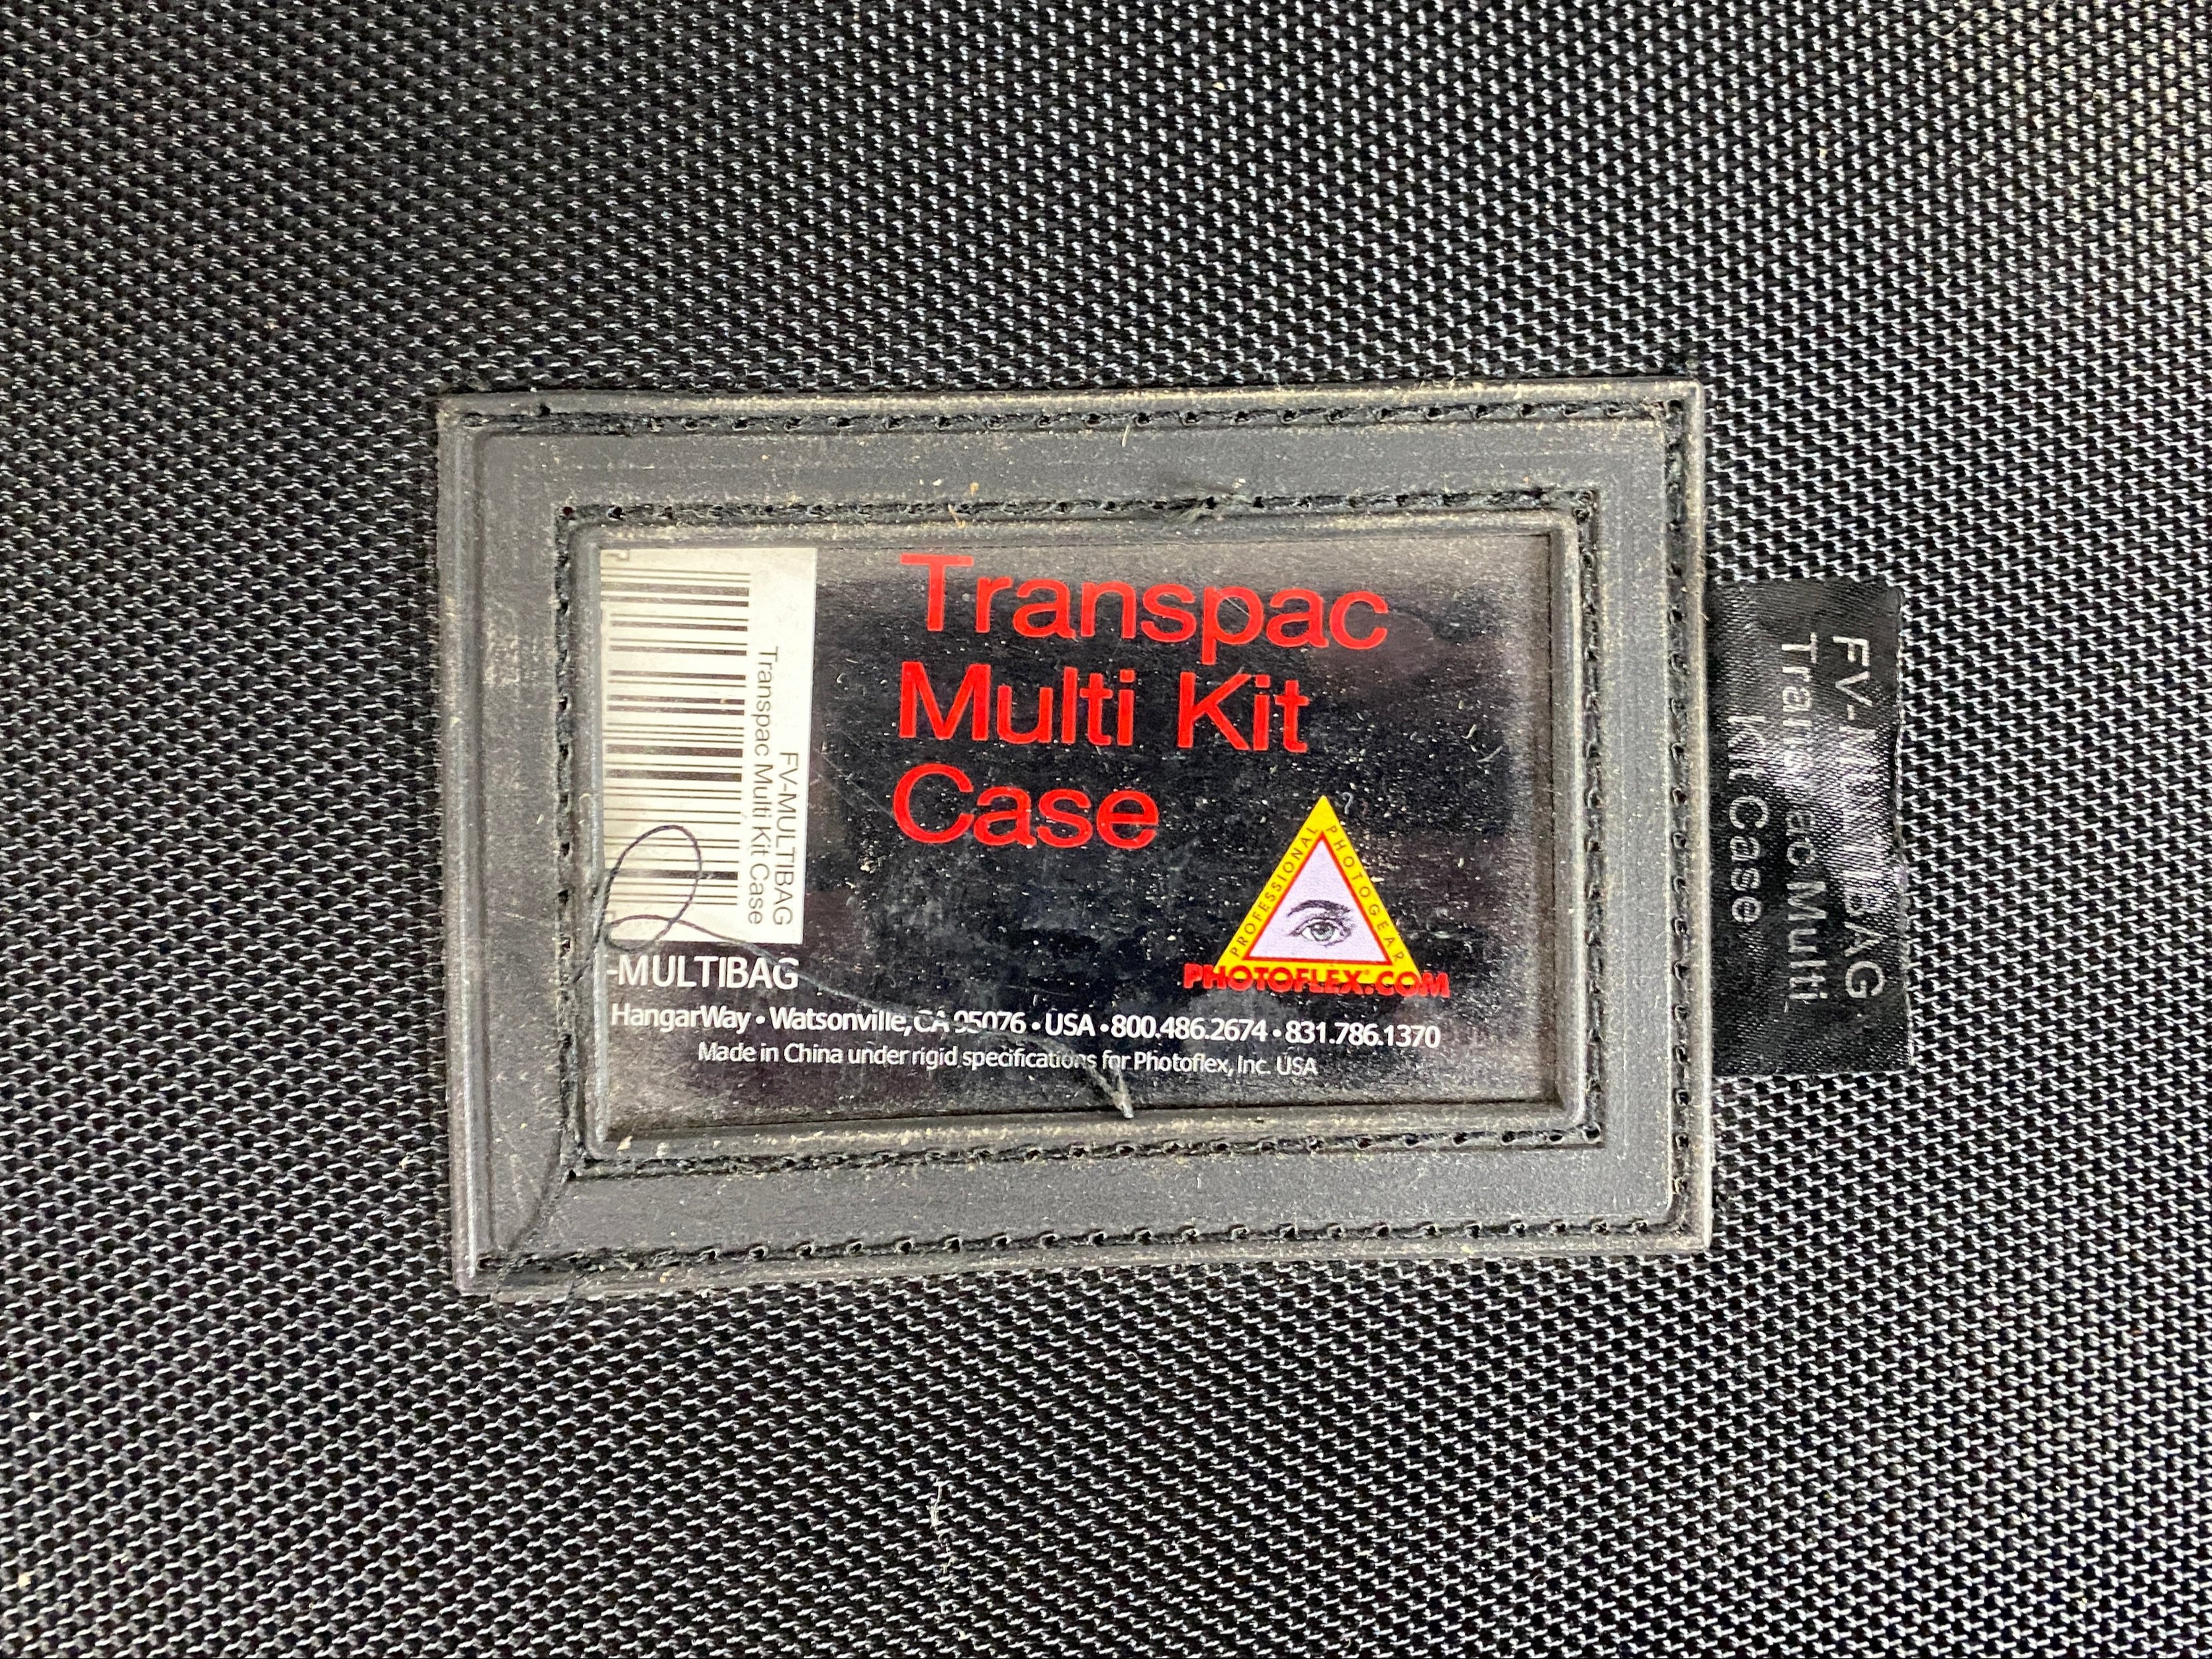 Transpac
Multi Kit
Case
FV-MULTIBAG
Transpac Multi Kit Case
PROFESSIONAL PHOTOGEAR
PHOTOFLEX.COM
-MULTIBAG
HangarWay • Watsonville, CA 95076 • USA • 800.486.2674 • 831.786.1370
Made in China under rigid specifications for Photoflex, Inc. USA
FV- BAG
Multi
Kit Case